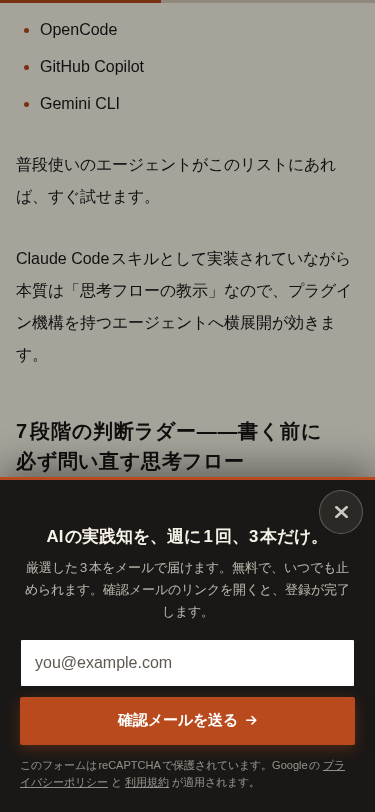 OpenCode
GitHub Copilot
Gemini CLI
普段使いのエージェントがこのリストにあれ
ば、すぐ試せます。
Claude Codeスキルとして実装されていながら
本質は「思考フローの教示」なので、プラグイ
ン機構を持つエージェントへ横展開が効きま
す。
7段階の判断ラダー——書く前に
必ず問い直す思考フロー
AIの実践知を、週に1回、3本だけ。
厳選した3本をメールで届けます。無料で、いつでも止
められます。確認メールのリンクを開くと、登録が完了
します。
you@example.com
確認メールを送る →
このフォームはreCAPTCHAで保護されています。Googleの プラ
イバシーポリシー と 利用規約 が適用されます。